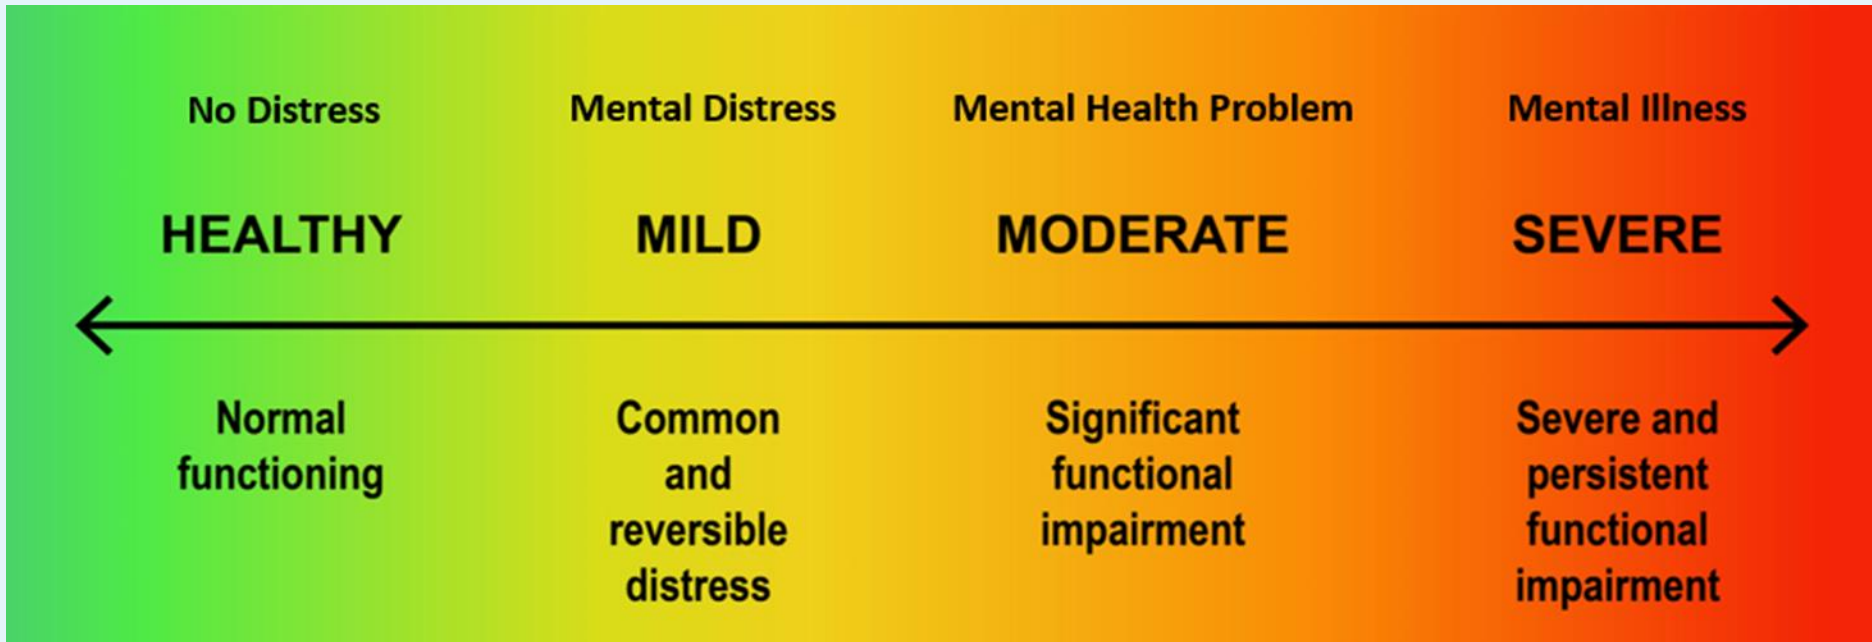 No Distress
Mental Distress
Mental Health Problem
Mental Illness
HEALTHY
MILD
MODERATE
SEVERE
Normal
functioning
Common
and
reversible
distress
Significant
functional
impairment
Severe and
persistent
functional
impairment